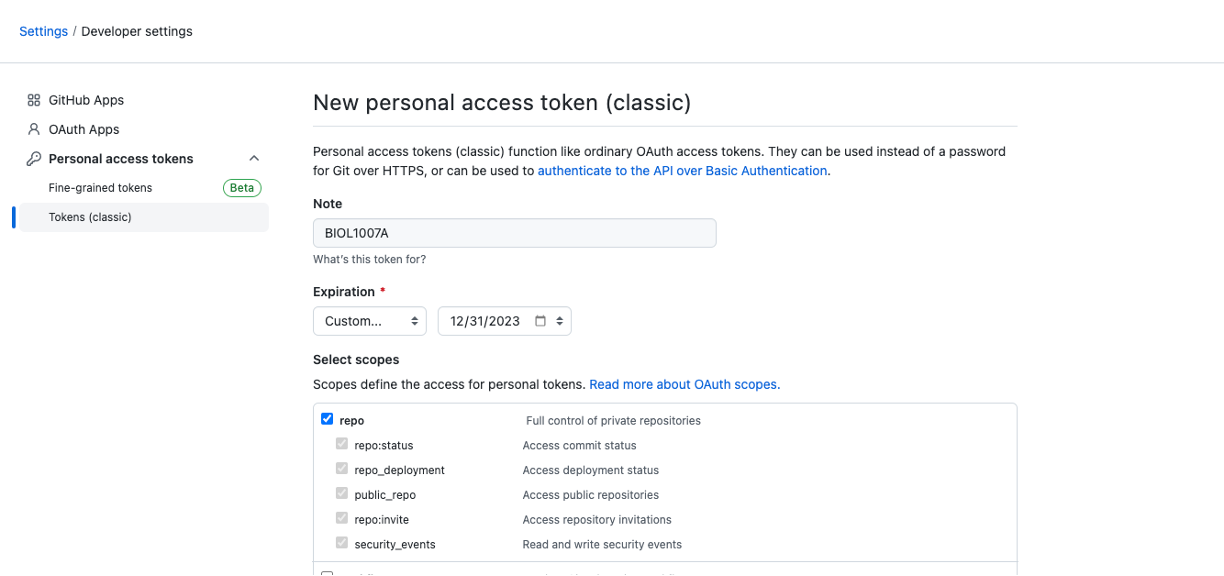 Settings / Developer settings
GitHub Apps
OAuth Apps
Personal access tokens
Fine-grained tokens Beta
Tokens (classic)
New personal access token (classic)
Personal access tokens (classic) function like ordinary OAuth access tokens. They can be used instead of a password
for Git over HTTPS, or can be used to authenticate to the API over Basic Authentication.
Note
BIOL1007A
What's this token for?
Expiration *
Custom... 12/31/2023
Select scopes
Scopes define the access for personal tokens. Read more about OAuth scopes.
repo Full control of private repositories
repo:status Access commit status
repo_deployment Access deployment status
public_repo Access public repositories
repo:invite Access repository invitations
security_events Read and write security events